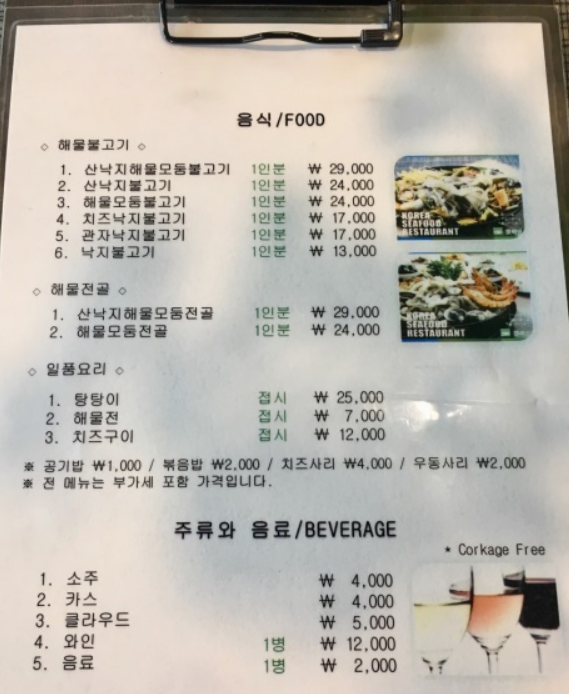 음식/FOOD
◇ 해물불고기 ◇
1. 산낙지해물모둠불고기 1인분 ₩ 29,000
2. 산낙지불고기 1인분 ₩ 24,000
3. 해물모둠불고기 1인분 ₩ 24,000
4. 치즈낙지불고기 1인분 ₩ 17,000
5. 관자낙지불고기 1인분 ₩ 17,000
6. 낙지불고기 1인분 ₩ 13,000
KOREA
SEAFOOD
RESTAURANT
◇ 해물전골 ◇
1. 산낙지해물모둠전골 1인분 ₩ 29,000
2. 해물모둠전골 1인분 ₩ 24,000
KOREA
SEAFOOD
RESTAURANT
◇ 일품요리 ◇
1. 탕탕이 접시 ₩ 25,000
2. 해물전 접시 ₩ 7,000
3. 치즈구이 접시 ₩ 12,000
※ 공기밥 ₩1,000 / 볶음밥 ₩2,000 / 치즈사리 ₩4,000 / 우동사리 ₩2,000
※ 전 메뉴는 부가세 포함 가격입니다.
주류와 음료/BEVERAGE
* Corkage Free
1. 소주 ₩ 4,000
2. 카스 ₩ 4,000
3. 클라우드 ₩ 5,000
4. 와인 1병 ₩ 12,000
5. 음료 1병 ₩ 2,000